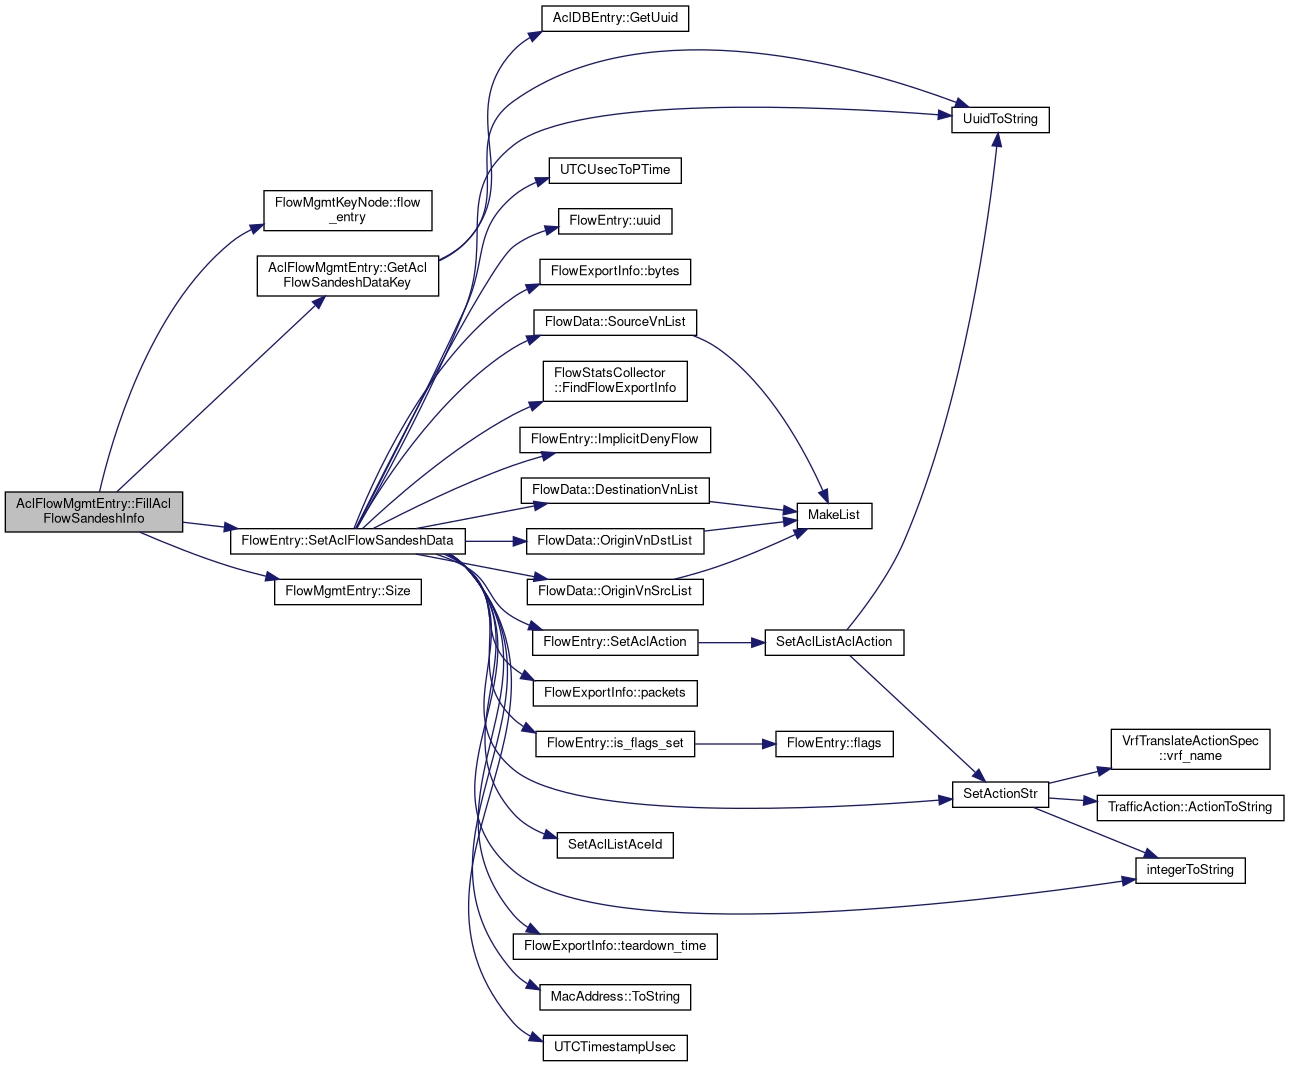 AclDBEntry::GetUuid
UuidToString
UTCUsecToPTime
FlowMgmtKeyNode::flow
_entry
FlowEntry::uuid
AclFlowMgmtEntry::GetAcl
FlowSandeshDataKey
FlowExportInfo::bytes
FlowData::SourceVnList
FlowStatsCollector
::FindFlowExportInfo
FlowEntry::ImplicitDenyFlow
FlowData::DestinationVnList
AclFlowMgmtEntry::FillAcl
FlowSandeshInfo
MakeList
FlowEntry::SetAclFlowSandeshData
FlowData::OriginVnDstList
FlowMgmtEntry::Size
FlowData::OriginVnSrcList
FlowEntry::SetAclAction
SetAclListAclAction
FlowExportInfo::packets
FlowEntry::is_flags_set
FlowEntry::flags
VrfTranslateActionSpec
::vrf_name
SetActionStr
TrafficAction::ActionToString
SetAclListAceId
integerToString
FlowExportInfo::teardown_time
MacAddress::ToString
UTCTimestampUsec